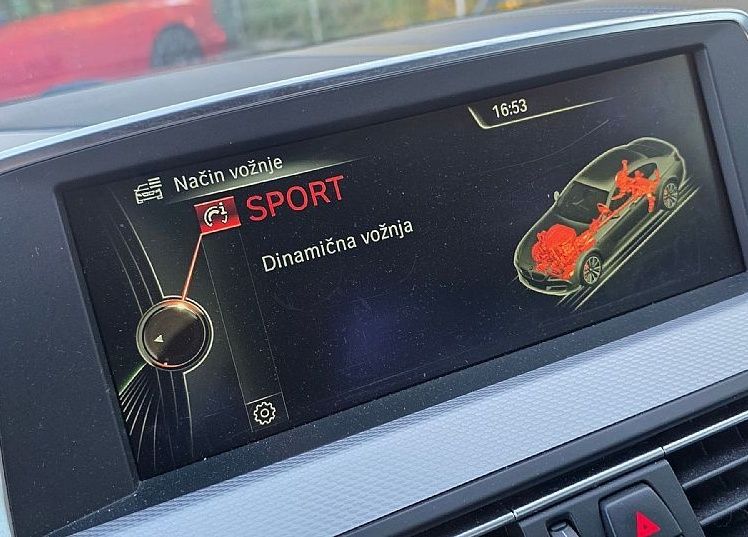 16:53
Način vožnje
SPORT
Dinamična vožnja